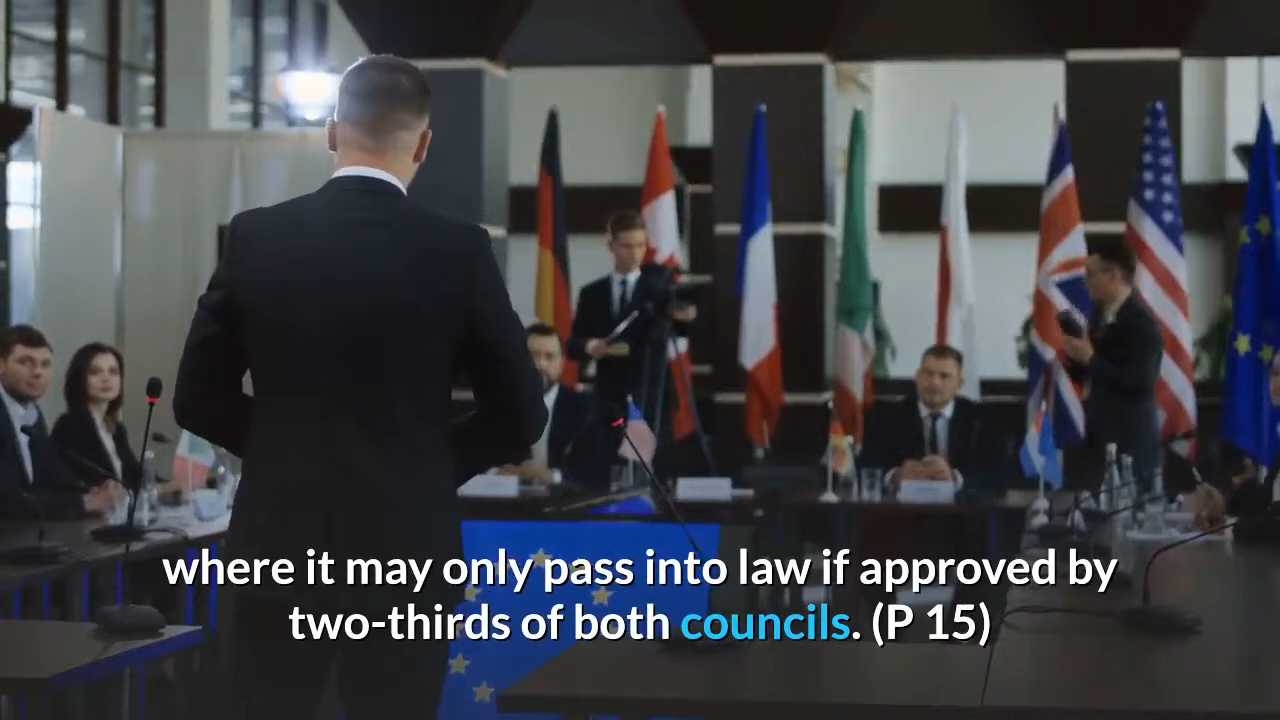 where it may only pass into law if approved by
two-thirds of both councils. (P 15)